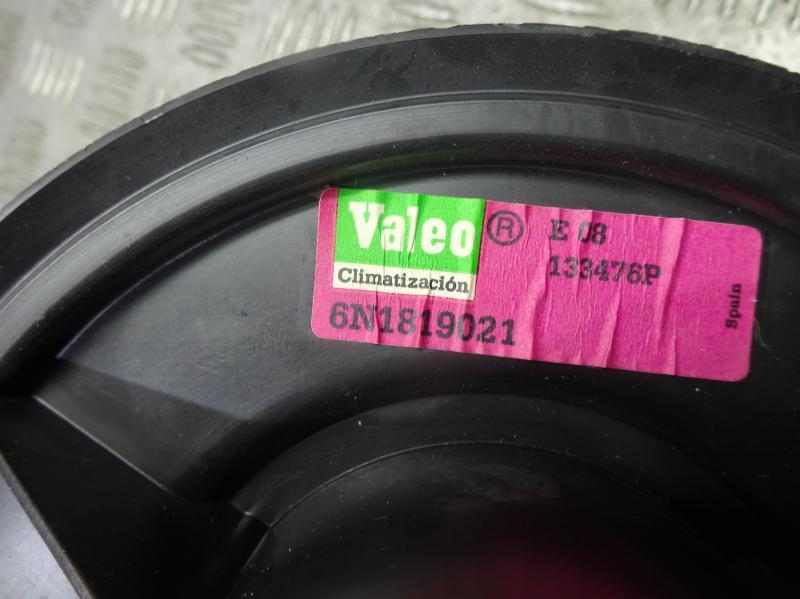 Valeo ® E 08
133476P
Climatización
6N1819021
Spain